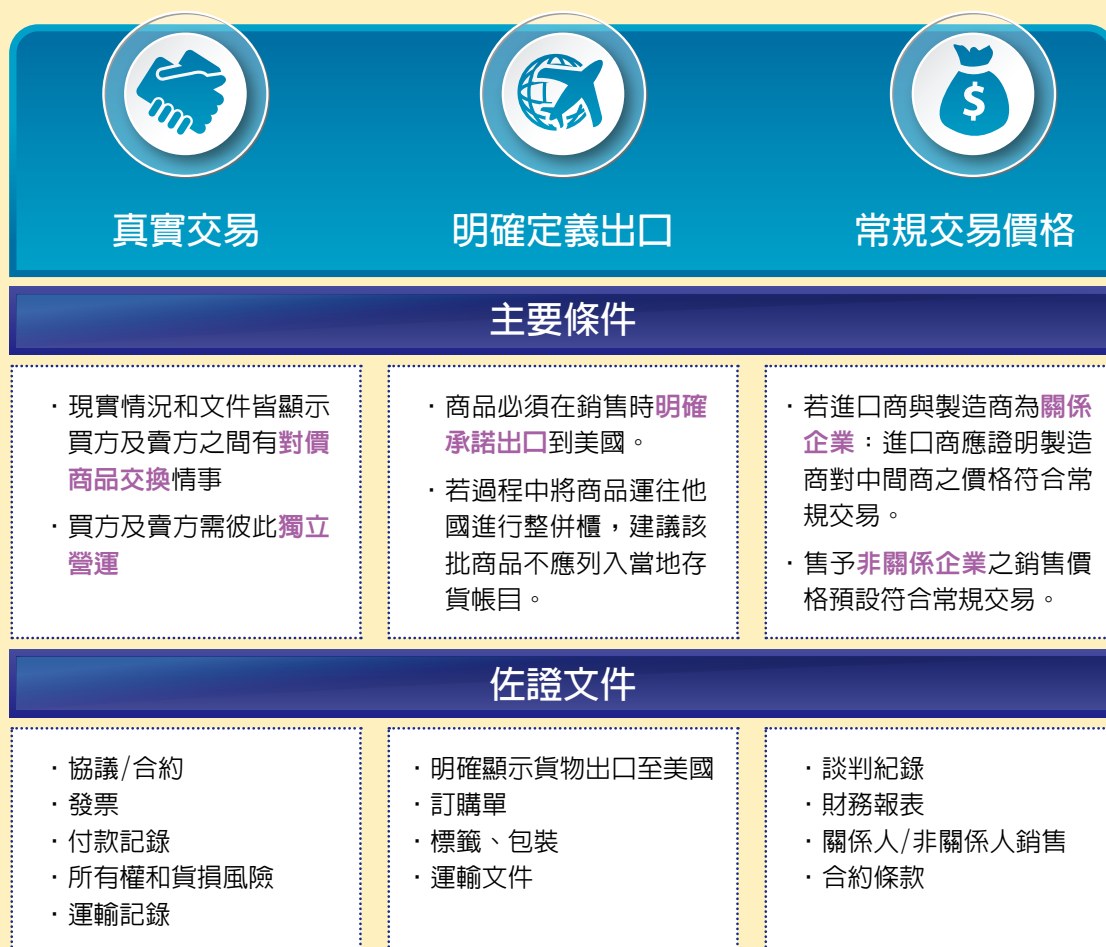 $
真實交易
明確定義出口
常規交易價格
主要條件
・現實情況和文件皆顯示
買方及賣方之間有對價
商品交換情事
・買方及賣方需彼此獨立
營運
・商品必須在銷售時明確
承諾出口到美國。
・若過程中將商品運往他
國進行整併櫃，建議該
批商品不應列入當地存
貨帳目。
・若進口商與製造商為關係
企業：進口商應證明製造
商對中間商之價格符合常
規交易。
・售予非關係企業之銷售價
格預設符合常規交易。
佐證文件
・協議/合約
・發票
・付款記錄
・所有權和貨損風險
・運輸記錄
・明確顯示貨物出口至美國
・訂購單
・標籤、包裝
・運輸文件
・談判紀錄
・財務報表
・關係人/非關係人銷售
・合約條款